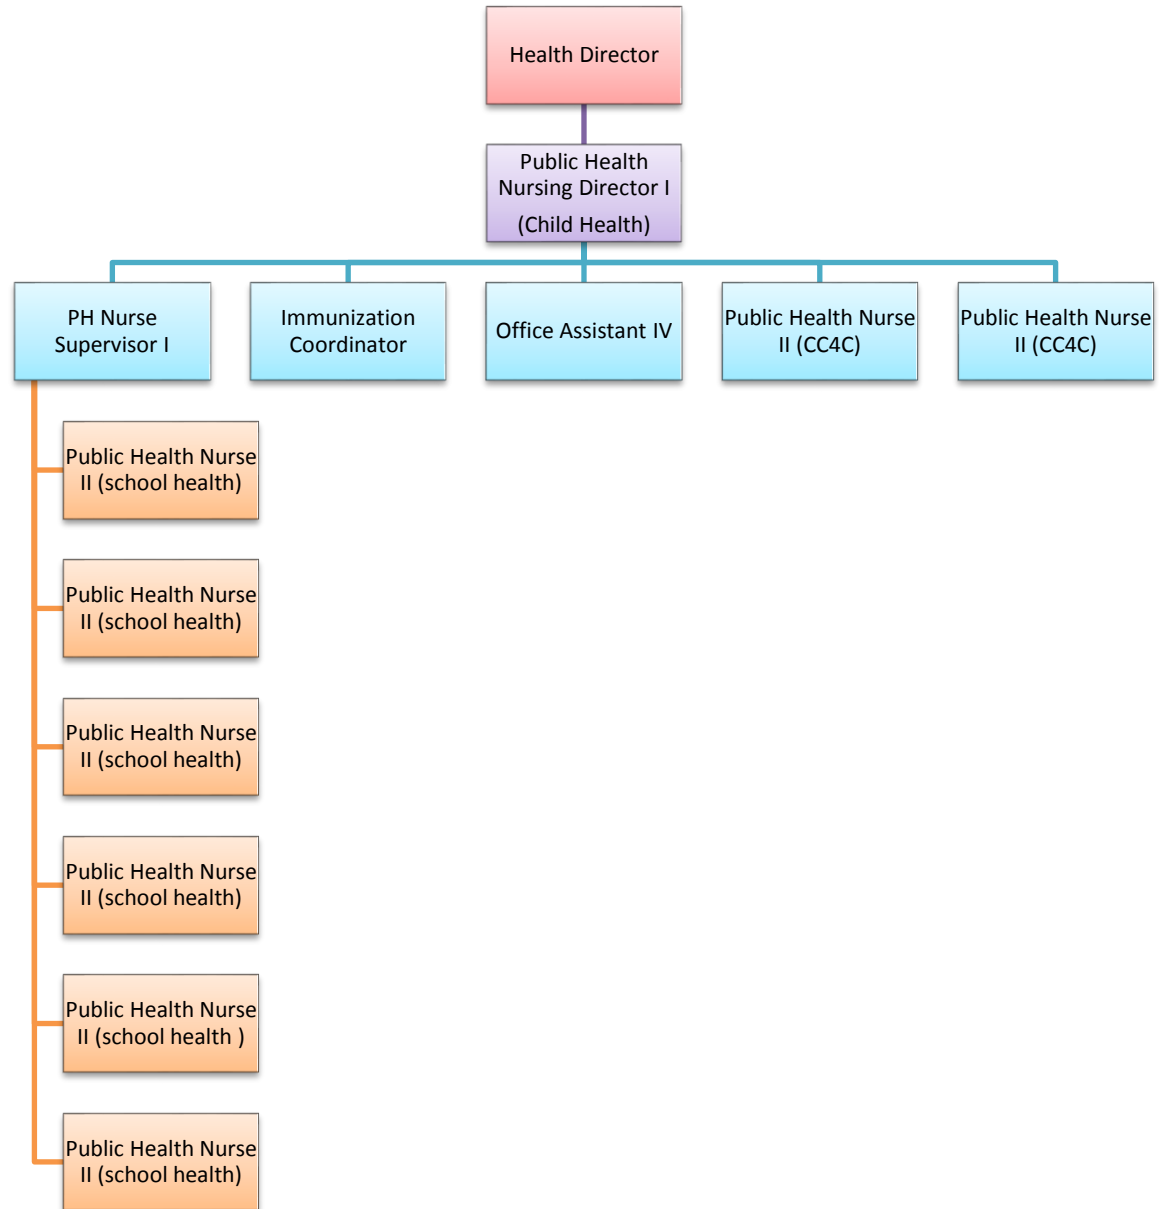 Health Director
Public Health
Nursing Director I
(Child Health)
PH Nurse
Supervisor I
Immunization
Coordinator
Office Assistant IV
Public Health Nurse
II (CC4C)
Public Health Nurse
II (CC4C)
Public Health Nurse
II (school health)
Public Health Nurse
II (school health)
Public Health Nurse
II (school health)
Public Health Nurse
II (school health)
Public Health Nurse
II (school health )
Public Health Nurse
II (school health)